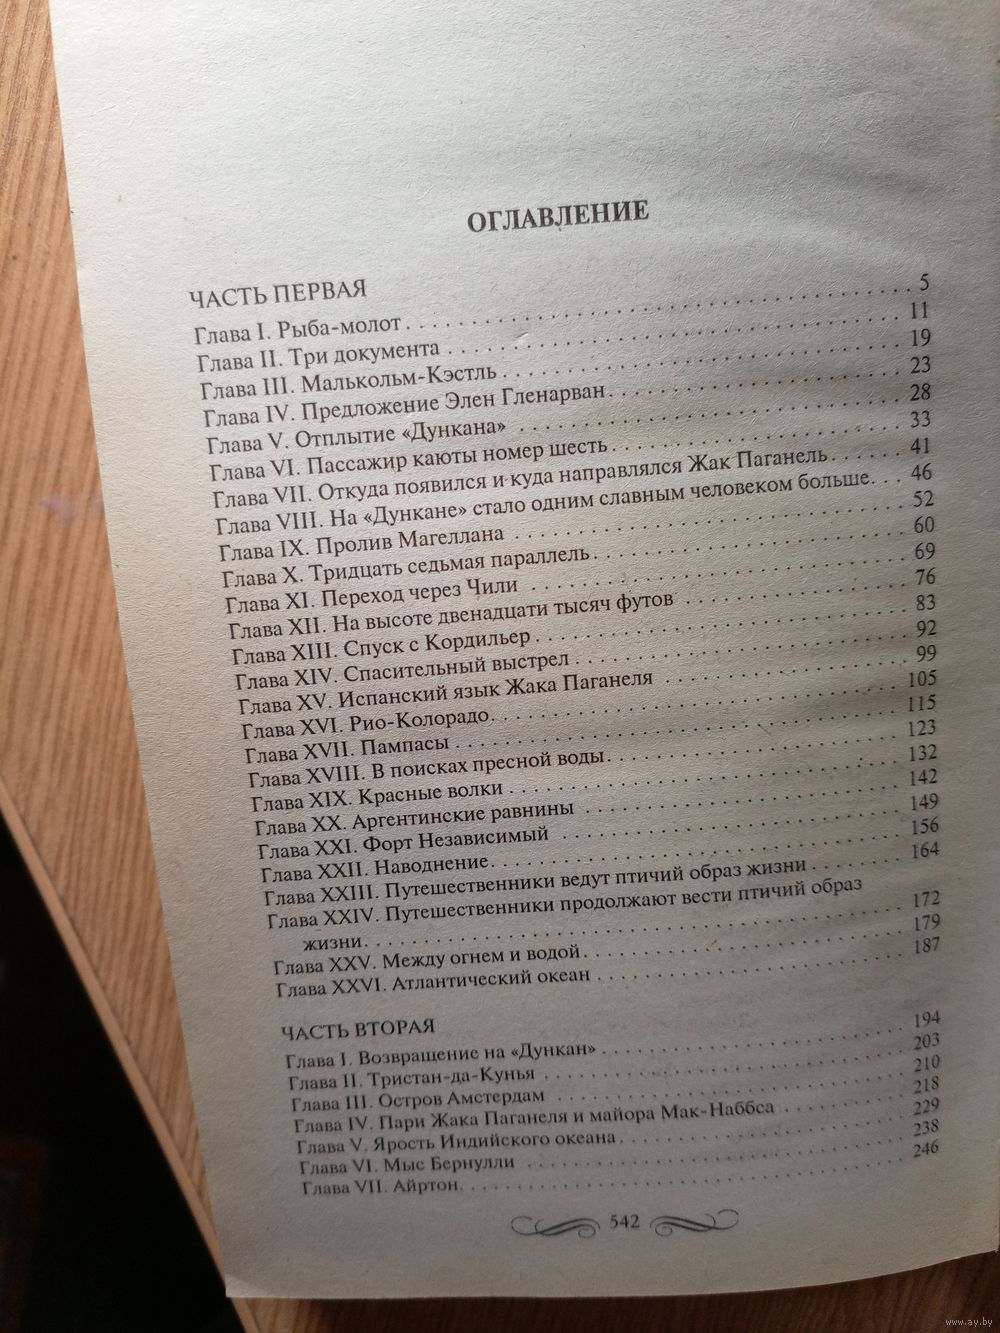 ОГЛАВЛЕНИЕ
ЧАСТЬ ПЕРВАЯ
Глава I. Рыба-молот . . . . . . . . . . 5
Глава II. Три документа . . . . . . . . . . 11
Глава III. Малькольм-Кэстль . . . . . . . . . . 19
Глава IV. Предложение Элен Гленарван . . . . . . . . . . 23
Глава V. Отплытие «Дункана» . . . . . . . . . . 28
Глава VI. Пассажир каюты номер шесть . . . . . . . . . . 33
Глава VII. Откуда появился и куда направлялся Жак Паганель . . . . . . 41
Глава VIII. На «Дункане» стало одним славным человеком больше . . . 46
Глава IX. Пролив Магеллана . . . . . . . . . . 52
Глава X. Тридцать седьмая параллель . . . . . . . . . . 60
Глава XI. Переход через Чили . . . . . . . . . . 69
Глава XII. На высоте двенадцати тысяч футов . . . . . . . . . . 76
Глава XIII. Спуск с Кордильер . . . . . . . . . . 83
Глава XIV. Спасительный выстрел . . . . . . . . . . 92
Глава XV. Испанский язык Жака Паганеля . . . . . . . . . . 99
Глава XVI. Рио-Колорадо . . . . . . . . . . 105
Глава XVII. Пампасы . . . . . . . . . . 115
Глава XVIII. В поисках пресной воды . . . . . . . . . . 123
Глава XIX. Красные волки . . . . . . . . . . 132
Глава XX. Аргентинские равнины . . . . . . . . . . 142
Глава XXI. Форт Независимый . . . . . . . . . . 149
Глава XXII. Наводнение . . . . . . . . . . 156
Глава XXIII. Путешественники ведут птичий образ жизни . . . . . . . 164
Глава XXIV. Путешественники продолжают вести птичий образ
жизни . . . . . . . . . . 172
Глава XXV. Между огнем и водой . . . . . . . . . . 179
Глава XXVI. Атлантический океан . . . . . . . . . . 187
ЧАСТЬ ВТОРАЯ
Глава I. Возвращение на «Дункан» . . . . . . . . . . 194
Глава II. Тристан-да-Кунья . . . . . . . . . . 203
Глава III. Остров Амстердам . . . . . . . . . . 210
Глава IV. Пари Жака Паганеля и майора Мак-Наббса . . . . . . . . . . 218
Глава V. Ярость Индийского океана . . . . . . . . . . 229
Глава VI. Мыс Бернулли . . . . . . . . . . 238
Глава VII. Айртон . . . . . . . . . . 246
542
www.ay.by